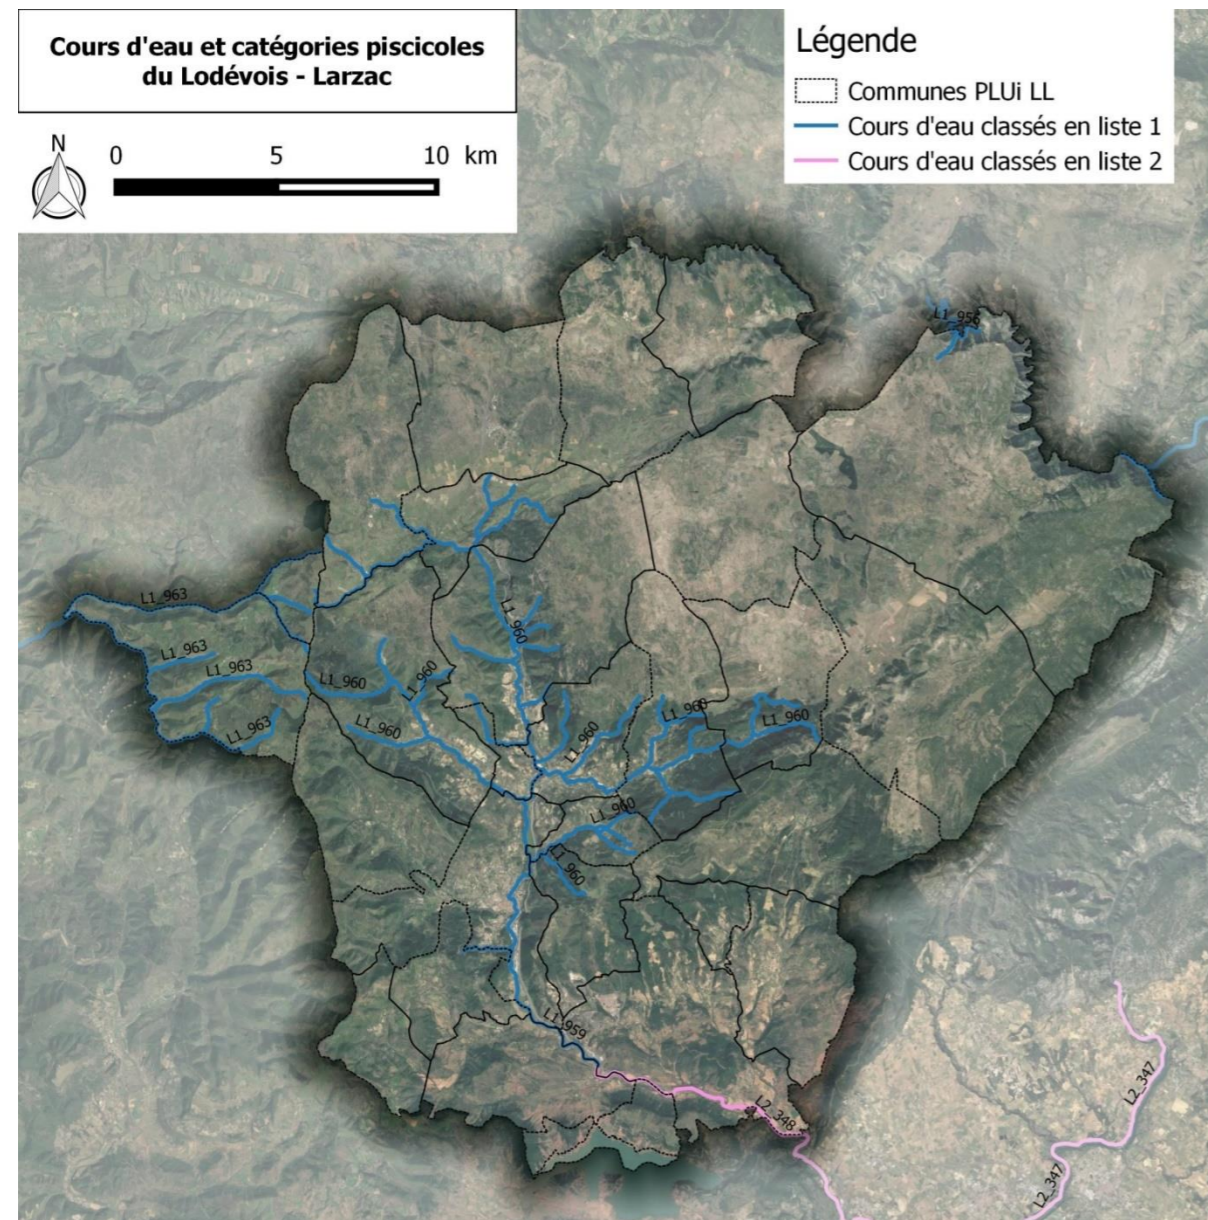 Cours d'eau et catégories piscicoles
du Lodévois - Larzac
N
0 5 10 km
Légende
Communes PLUi LL
Cours d'eau classés en liste 1
Cours d'eau classés en liste 2
L1_963
L1_963
L1_963
L1_963
L1_960
L1_960
L1_960
L1_960
L1_960
L1_960
L1_960
L1_960
L1_960
L1_959
L2_348
L2_347
L2_347